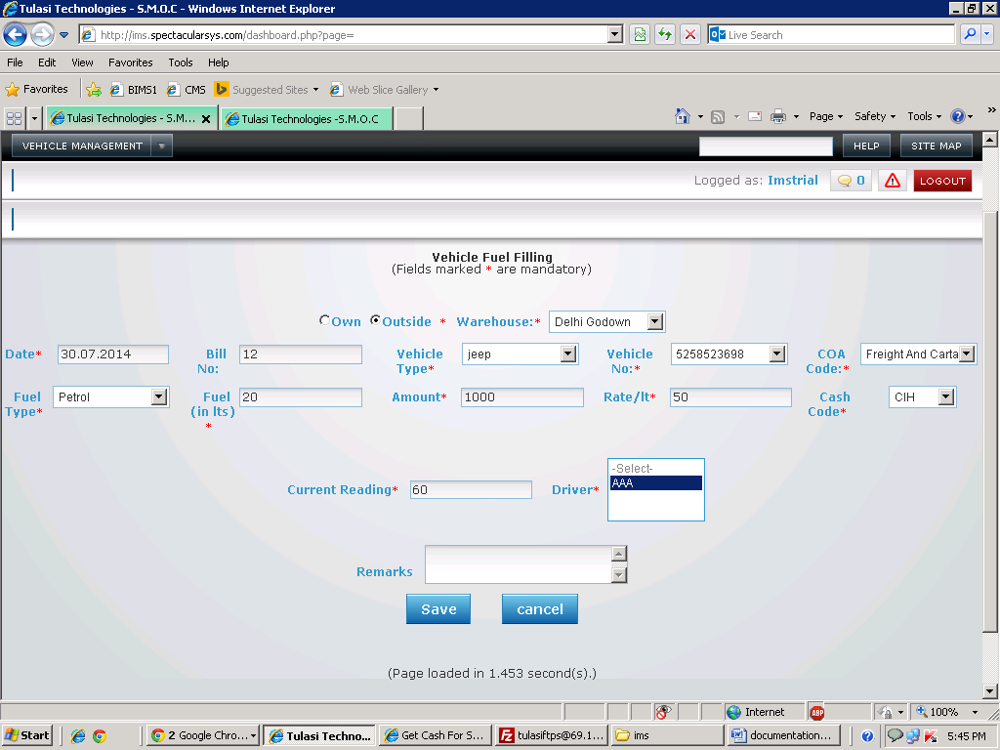 Tulasi Technologies - S.M.O.C - Windows Internet Explorer
http://ims.spectacularsys.com/dashboard.php?page=
Live Search
File Edit View Favorites Tools Help
Favorites BIMS1 CMS Suggested Sites Web Slice Gallery
Tulasi Technologies - S.M... Tulasi Technologies -S.M.O.C Page Safety Tools
VEHICLE MANAGEMENT HELP SITE MAP
Logged as: Imstrial 0 LOGOUT
Vehicle Fuel Filling
(Fields marked * are mandatory)
Own Outside * Warehouse:* Delhi Godown
Date* 30.07.2014 Bill No: 12 Vehicle Type* jeep Vehicle No:* 5258523698 COA Code:* Freight And Carta
Fuel Type* Petrol Fuel (in lts) * 20 Amount* 1000 Rate/lt* 50 Cash Code* CIH
Current Reading* 60 Driver* -Select-
AAA
Remarks
Save cancel
(Page loaded in 1.453 second(s).)
Internet ABP 100%
Start 2 Google Chro... Tulasi Techno... Get Cash For S... tulasiftps@69.1... ims documentation... 5:45 PM